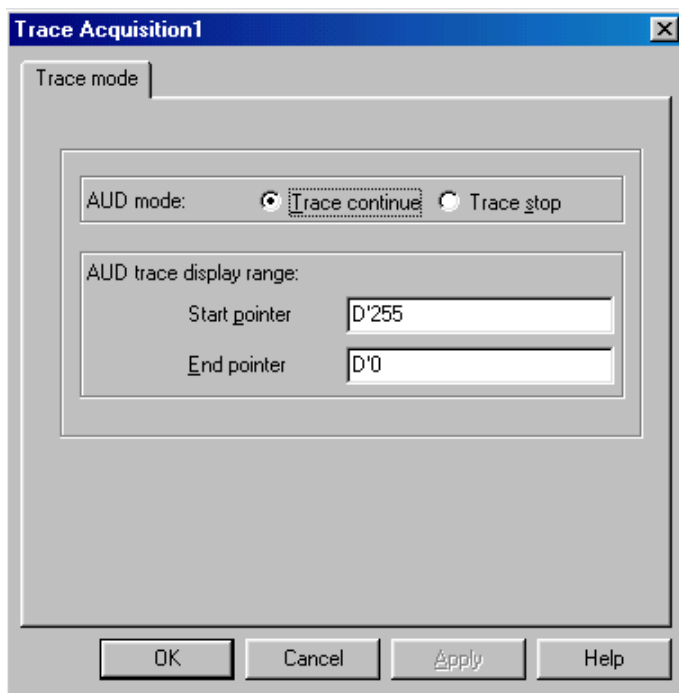 Trace Acquisition1
Trace mode
AUD mode: Trace continue Trace stop
AUD trace display range:
Start pointer D'255
End pointer D'0
OK Cancel Apply Help